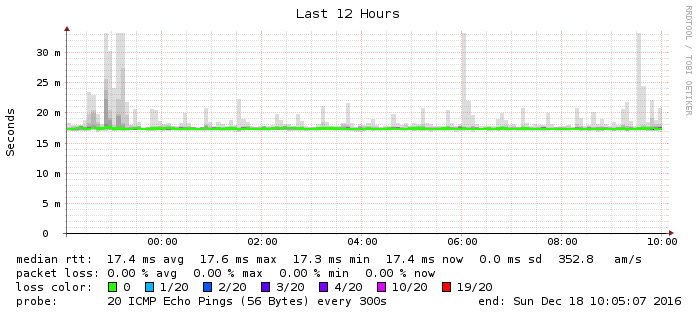 Last 12 Hours
RRDTOOL / TOBI OETIKER
Seconds
30 m
25 m
20 m
15 m
10 m
5 m
0
00:00 02:00 04:00 06:00 08:00 10:00
median rtt: 17.4 ms avg 17.6 ms max 17.3 ms min 17.4 ms now 0.0 ms sd 352.8 am/s
packet loss: 0.00 % avg 0.00 % max 0.00 % min 0.00 % now
loss color: 0 1/20 2/20 3/20 4/20 10/20 19/20
probe: 20 ICMP Echo Pings (56 Bytes) every 300s end: Sun Dec 18 10:05:07 2016